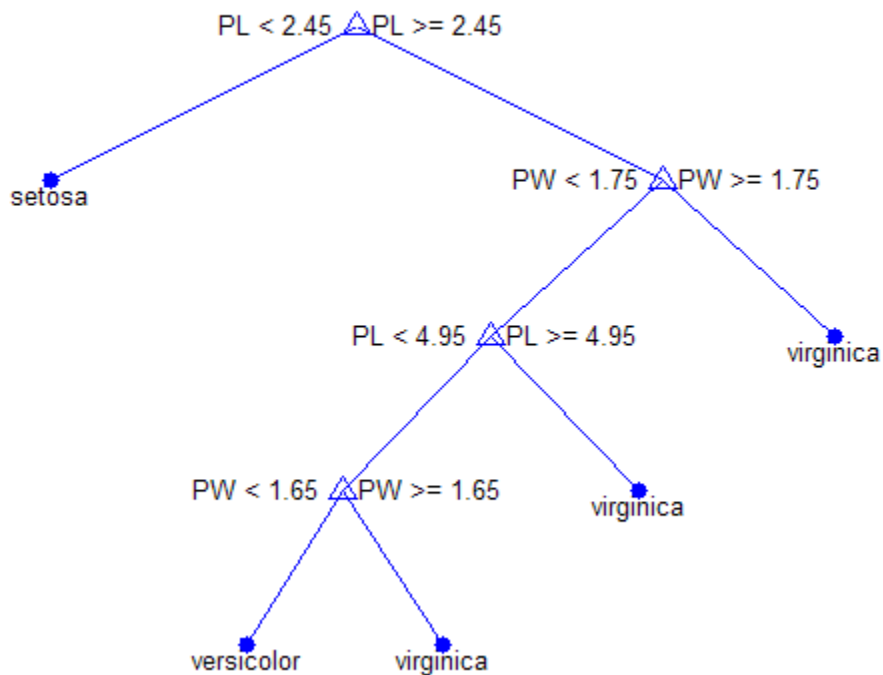 PL < 2.45 PL >= 2.45
setosa
PW < 1.75 PW >= 1.75
PL < 4.95 PL >= 4.95
virginica
PW < 1.65 PW >= 1.65
virginica
versicolor virginica